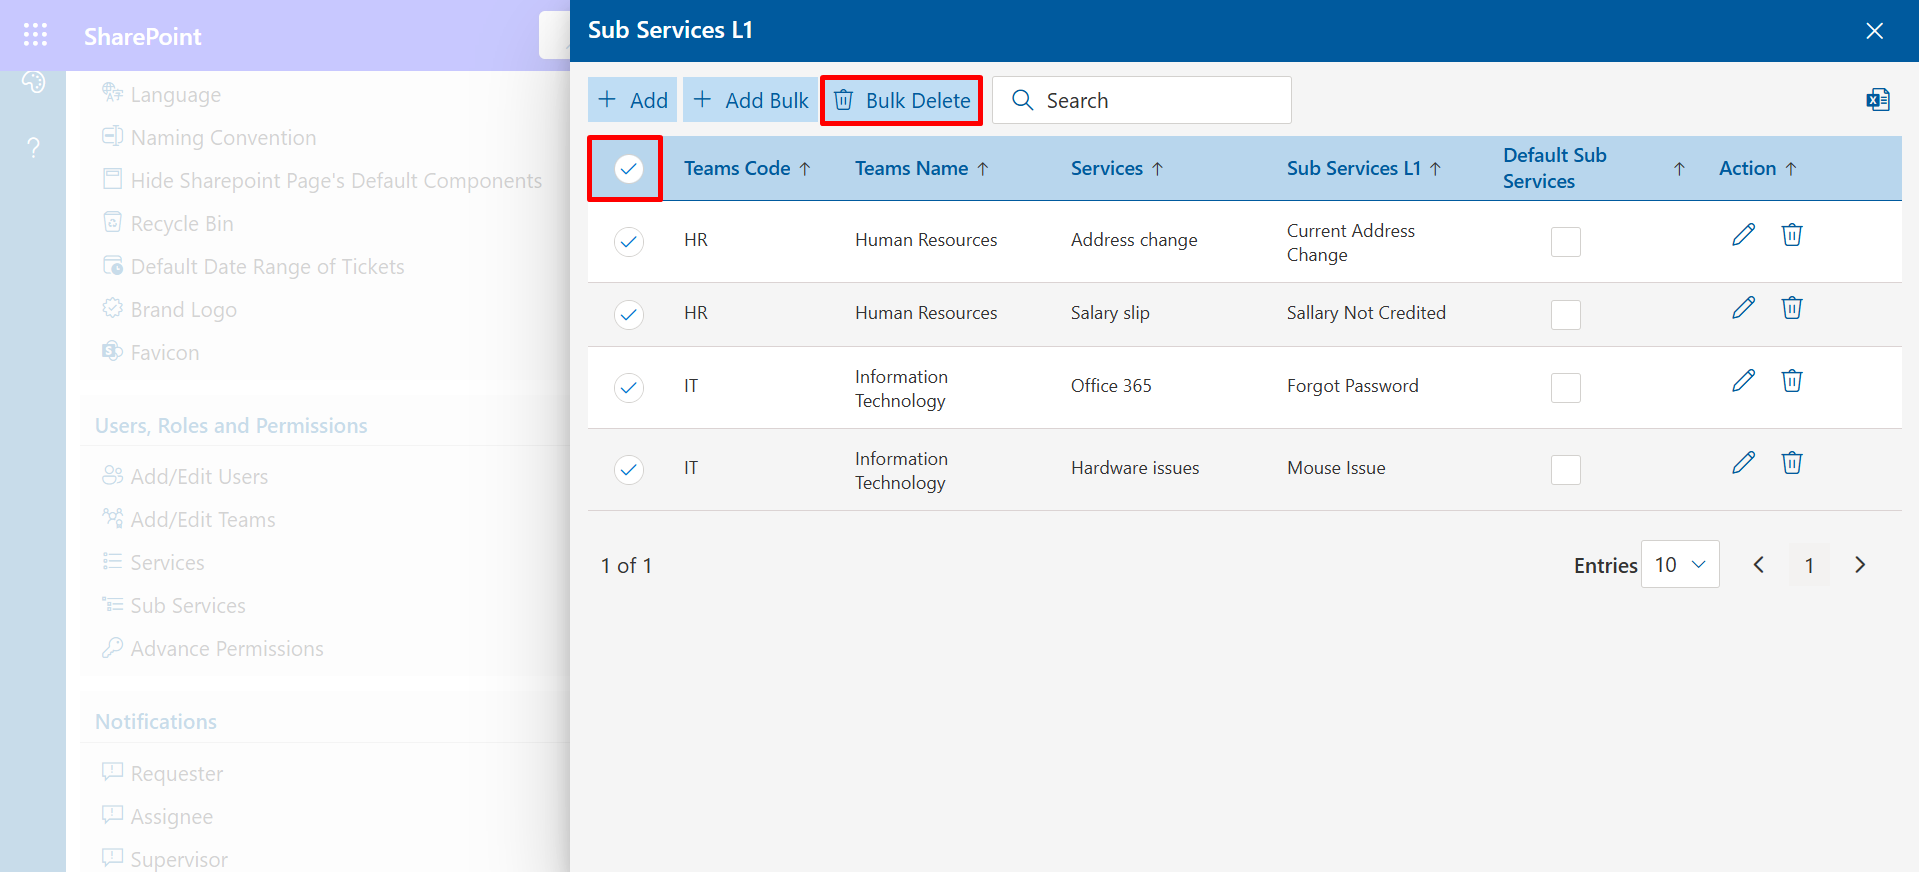 SharePoint
Language
Naming Convention
Hide Sharepoint Page's Default Components
Recycle Bin
Default Date Range of Tickets
Brand Logo
Favicon
Users, Roles and Permissions
Add/Edit Users
Add/Edit Teams
Services
Sub Services
Advance Permissions
Notifications
Requester
Assignee
Supervisor
Sub Services L1
Add
Add Bulk
Bulk Delete
Search
Teams Code Teams Name Services Sub Services L1 Default Sub Services Action
HR Human Resources Address change Current Address Change
HR Human Resources Salary slip Sallary Not Credited
IT Information Technology Office 365 Forgot Password
IT Information Technology Hardware issues Mouse Issue
1 of 1
Entries 10 1